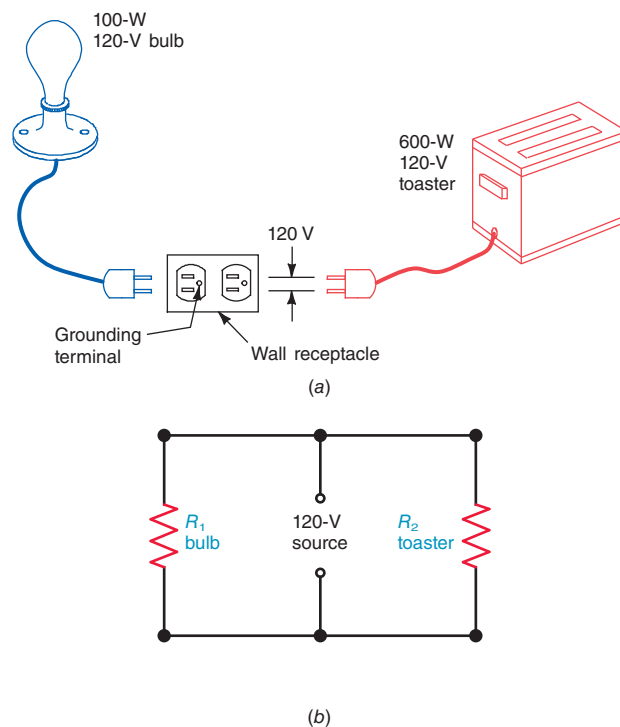 100-W
120-V bulb
600-W
120-V
toaster
120 V
Grounding
terminal
Wall receptacle
(a)
R₁
bulb
120-V
source
R₂
toaster
(b)